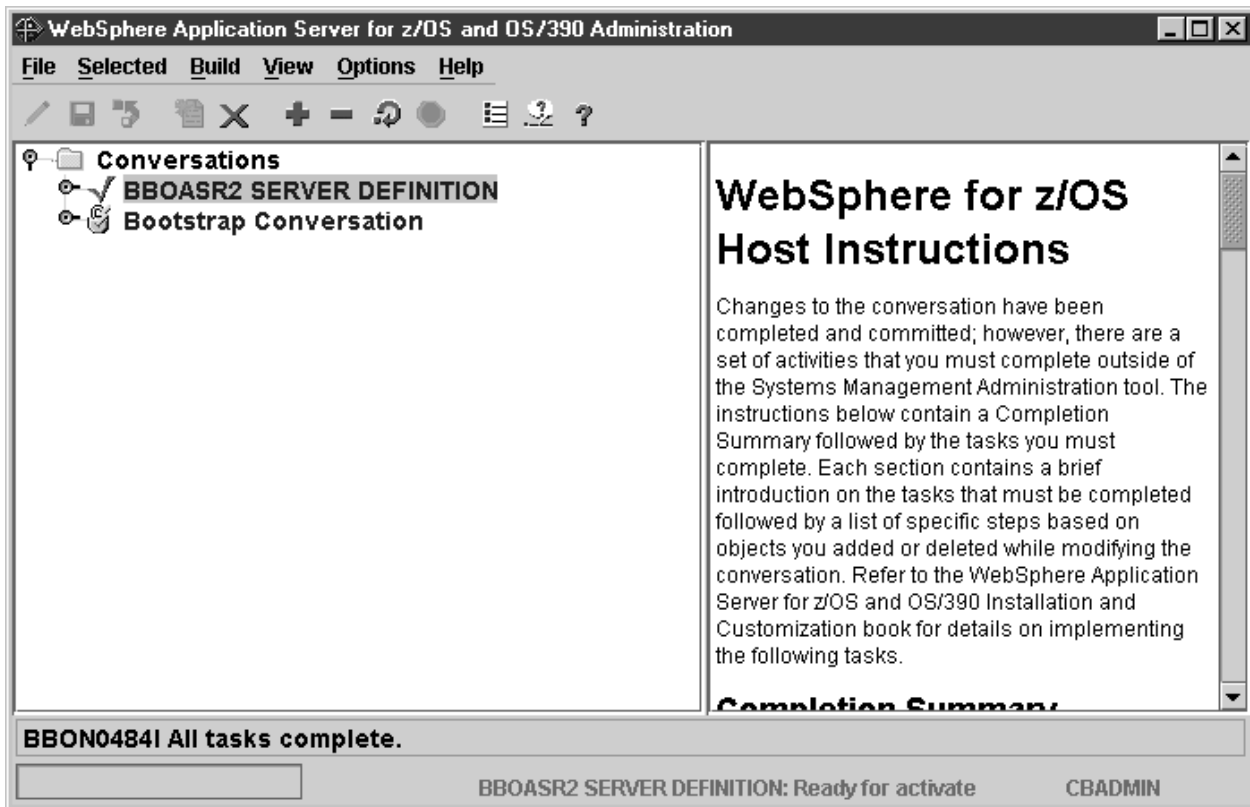 WebSphere Application Server for z/OS and OS/390 Administration
File Selected Build View Options Help
Conversations
BBOASR2 SERVER DEFINITION
Bootstrap Conversation
WebSphere for z/OS
Host Instructions
Changes to the conversation have been
completed and committed; however, there are a
set of activities that you must complete outside of
the Systems Management Administration tool. The
instructions below contain a Completion
Summary followed by the tasks you must
complete. Each section contains a brief
introduction on the tasks that must be completed
followed by a list of specific steps based on
objects you added or deleted while modifying the
conversation. Refer to the WebSphere Application
Server for z/OS and OS/390 Installation and
Customization book for details on implementing
the following tasks.
Completion Summary
BBON0484I All tasks complete.
BBOASR2 SERVER DEFINITION: Ready for activate CBADMIN